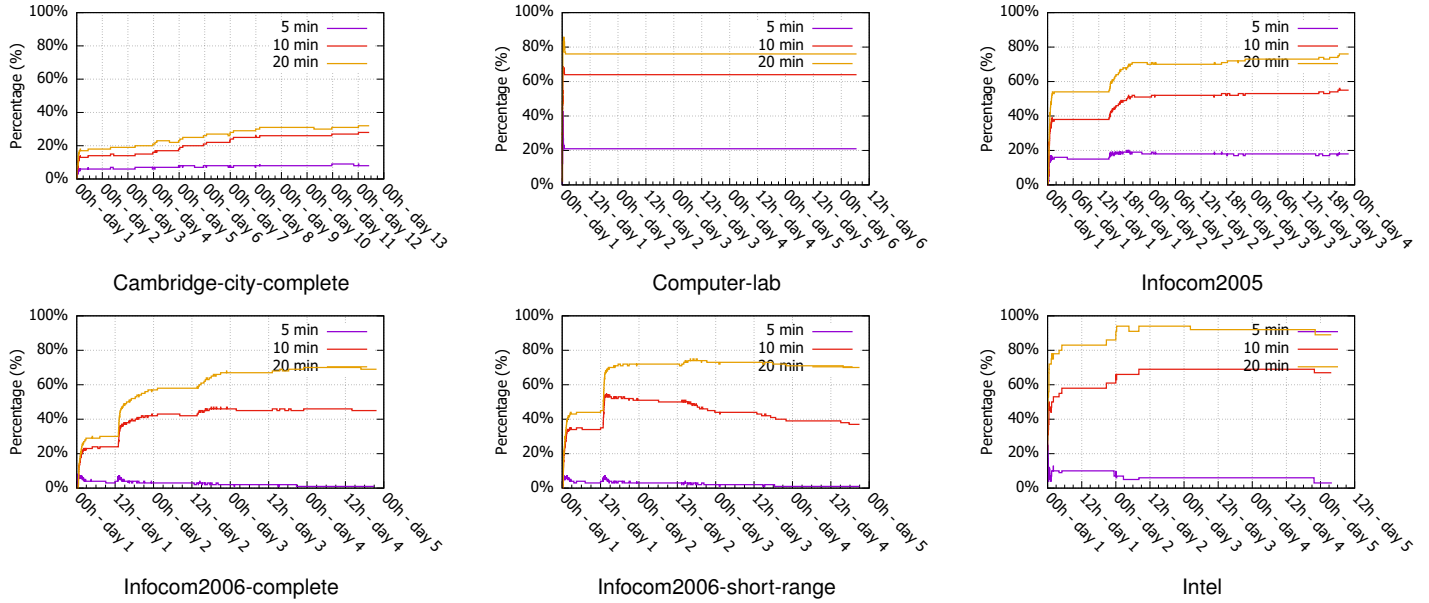 Percentage (%)
100%
80%
60%
40%
20%
0%
5 min
10 min
20 min
00h - day 1
00h - day 2
00h - day 3
00h - day 4
00h - day 5
00h - day 6
00h - day 7
00h - day 8
00h - day 9
00h - day 10
00h - day 11
00h - day 12
00h - day 13
Cambridge-city-complete
Percentage (%)
100%
80%
60%
40%
20%
0%
5 min
10 min
20 min
00h - day 1
12h - day 1
00h - day 2
12h - day 2
00h - day 3
12h - day 3
00h - day 4
12h - day 4
00h - day 5
12h - day 5
00h - day 6
12h - day 6
Computer-lab
Percentage (%)
100%
80%
60%
40%
20%
0%
5 min
10 min
20 min
00h - day 1
06h - day 1
12h - day 1
18h - day 1
00h - day 2
06h - day 2
12h - day 2
18h - day 2
00h - day 3
06h - day 3
12h - day 3
18h - day 3
00h - day 4
Infocom2005
Percentage (%)
100%
80%
60%
40%
20%
0%
5 min
10 min
20 min
00h - day 1
12h - day 1
00h - day 2
12h - day 2
00h - day 3
12h - day 3
00h - day 4
12h - day 4
00h - day 5
Infocom2006-complete
Percentage (%)
100%
80%
60%
40%
20%
0%
5 min
10 min
20 min
00h - day 1
12h - day 1
00h - day 2
12h - day 2
00h - day 3
12h - day 3
00h - day 4
12h - day 4
00h - day 5
Infocom2006-short-range
Percentage (%)
100%
80%
60%
40%
20%
0%
5 min
10 min
20 min
00h - day 1
12h - day 1
00h - day 2
12h - day 2
00h - day 3
12h - day 3
00h - day 4
12h - day 4
00h - day 5
12h - day 5
Intel